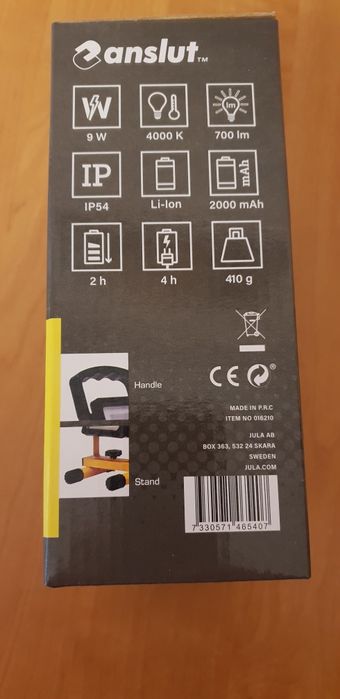 anslut™
W
lm
9 W
4000 K
700 lm
IP
mAh
IP54
Li-Ion
2000 mAh
2 h
4 h
410 g
Handle
CE
MADE IN P.R.C
ITEM NO 016210
JULA AB
BOX 363, 532 24 SKARA
SWEDEN
JULA.COM
Stand
7 330571 465407